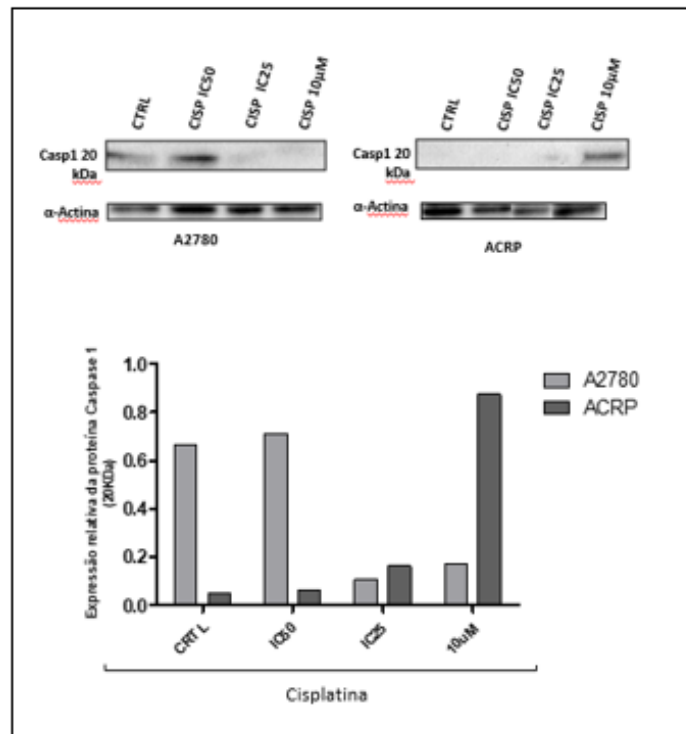 CTRL
CISP IC50
CISP IC25
CISP 10µM
CTRL
CISP IC50
CISP IC25
CISP 10µM
Casp1 20
kDa
Casp1 20
kDa
α-Actina
α-Actina
A2780
ACRP
Expressão relativa da proteína Caspase 1
(20KDa)
1.0
0.8
0.6
0.4
0.2
0.0
A2780
ACRP
CRTL
IC50
IC25
10uM
Cisplatina